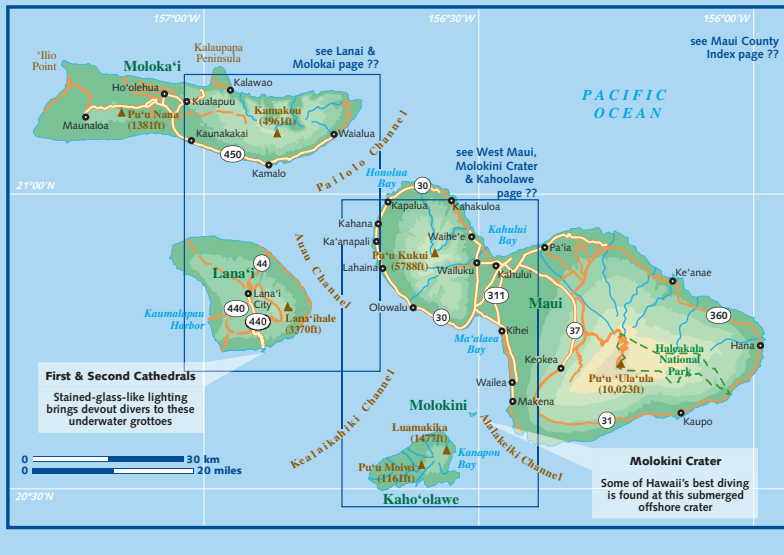 157°00'W
156°30'W
156°00'W
see Maui County
Index page ??
'Ilio
Point
Moloka'i
Kalaupapa
Peninsula
see Lanai &
Molokai page ??
Ho'olehua
Kalawao
Kualapuu
Pu'u Nana
(1381ft)
Kamakou
(4961ft)
Maunaloa
Kaunakakai
Waialua
450
Kamalo
Pailolo Channel
PACIFIC
OCEAN
see West Maui,
Molokini Crater
& Kahoolawe
page ??
21°00'N
Honolua
Bay
30
Kapalua
Kahakuloa
Kahana
Ka'anapali
Waihe'e
Kahului
Bay
Pu'u Kukui
(5788ft)
Lahaina
Wailuku
Kahului
Pa'ia
Ke'anae
Auau Channel
44
Lana'i
Lana'i
City
440
440
Lana'ihale
(3370ft)
Kaumalapau
Harbor
Olowalu
30
311
Maui
Ma'alaea
Bay
Kihei
37
360
Hana
Keokea
Haleakala
National
Park
Pu'u 'Ula'ula
(10,023ft)
Wailea
Makena
31
Kaupo
First & Second Cathedrals
Stained-glass-like lighting
brings devout divers to these
underwater grottoes
Kealaikahiki Channel
Molokini
Alalakeiki Channel
Luamakika
(1477ft)
Kanapou
Bay
Pu'u Moiwi
(1161ft)
Kaho'olawe
Molokini Crater
Some of Hawaii's best diving
is found at this submerged
offshore crater
0 30 km
0 20 miles
20°30'N